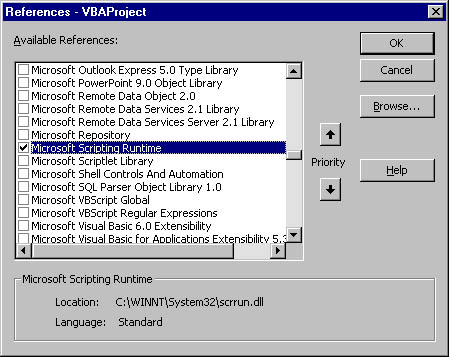 References - VBAProject
Available References:
OK
Cancel
Browse...
Priority
Help
Microsoft Outlook Express 5.0 Type Library
Microsoft PowerPoint 9.0 Object Library
Microsoft Remote Data Object 2.0
Microsoft Remote Data Services 2.1 Library
Microsoft Remote Data Services Server 2.1 Library
Microsoft Repository
Microsoft Scripting Runtime
Microsoft Scriptlet Library
Microsoft Shell Controls And Automation
Microsoft SQL Parser Object Library 1.0
Microsoft VBScript Global
Microsoft VBScript Regular Expressions
Microsoft Visual Basic 6.0 Extensibility
Microsoft Visual Basic for Applications Extensibility 5.3
Microsoft Scripting Runtime
Location: C:\WINNT\System32\scrrun.dll
Language: Standard